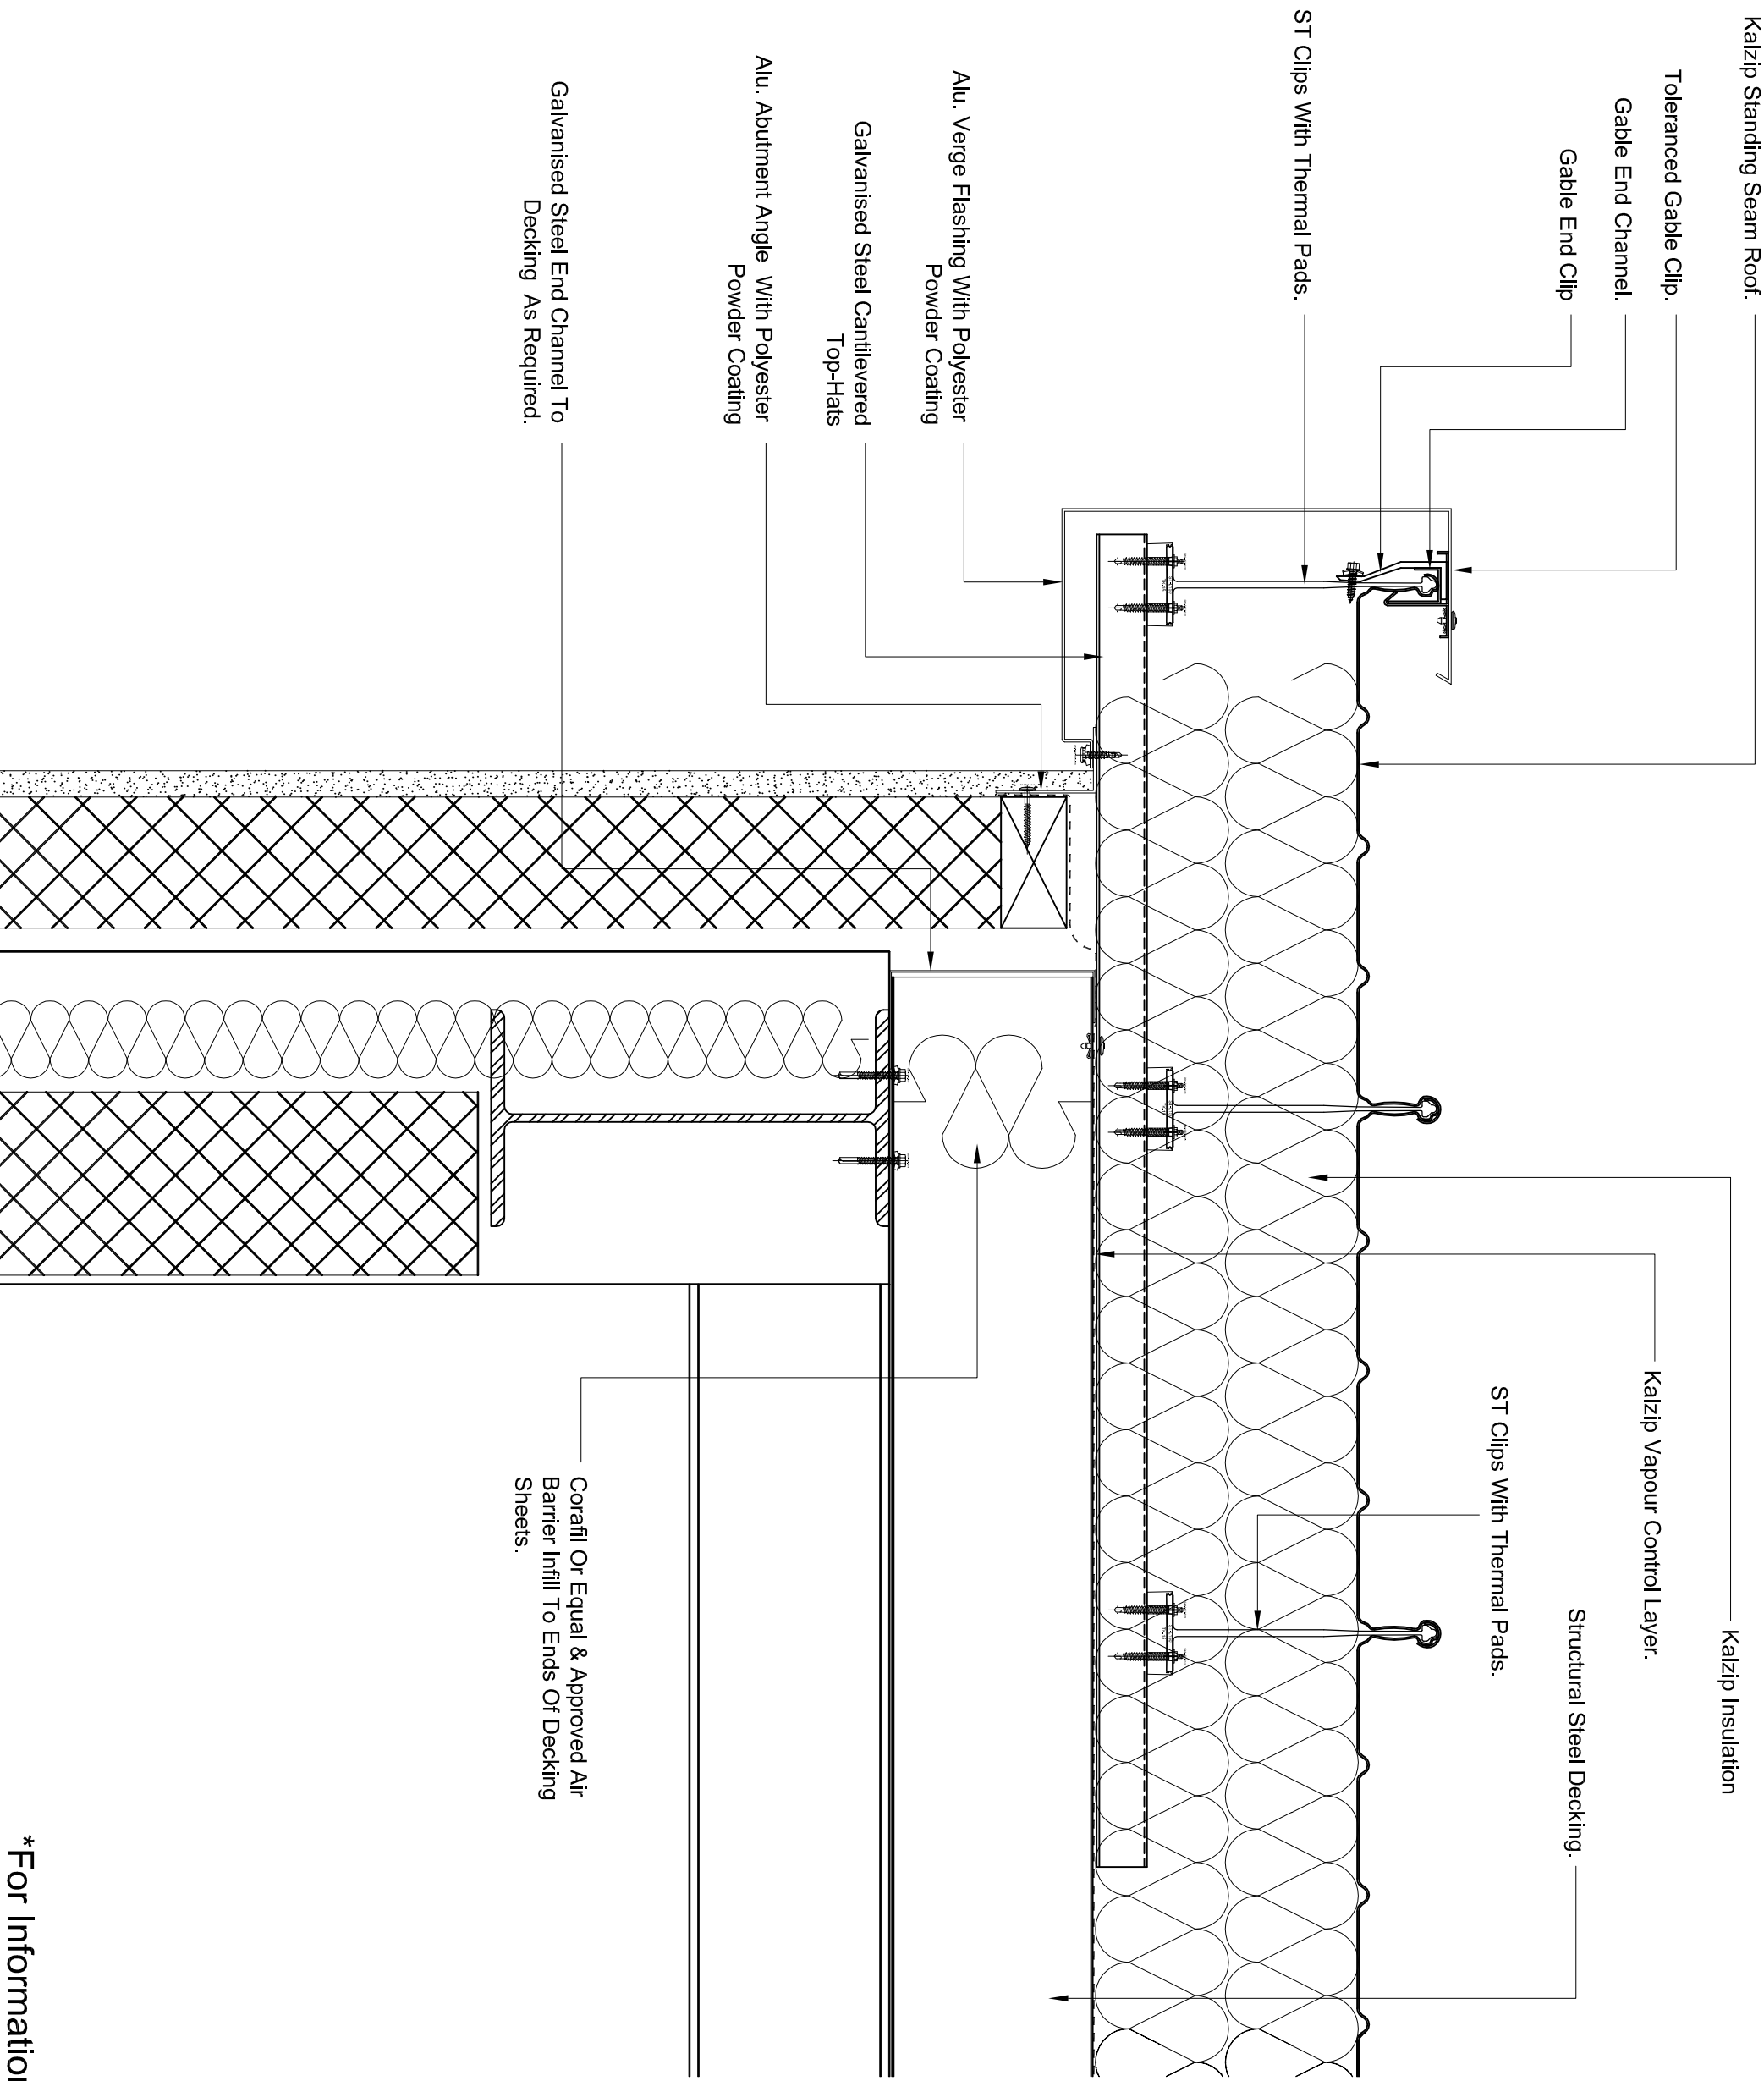 Kalzip Standing Seam Roof.
Toleranced Gable Clip.
Gable End Channel.
Gable End Clip
ST Clips With Thermal Pads.
Alu. Verge Flashing With Polyester
Powder Coating
Galvanised Steel Cantilevered
Top-Hats
Alu. Abutment Angle With Polyester
Powder Coating
Galvanised Steel End Channel To
Decking As Required.
Kalzip Insulation
Kalzip Vapour Control Layer.
Structural Steel Decking.
ST Clips With Thermal Pads.
Corafil Or Equal & Approved Air
Barrier Infill To Ends Of Decking
Sheets.
*For Information